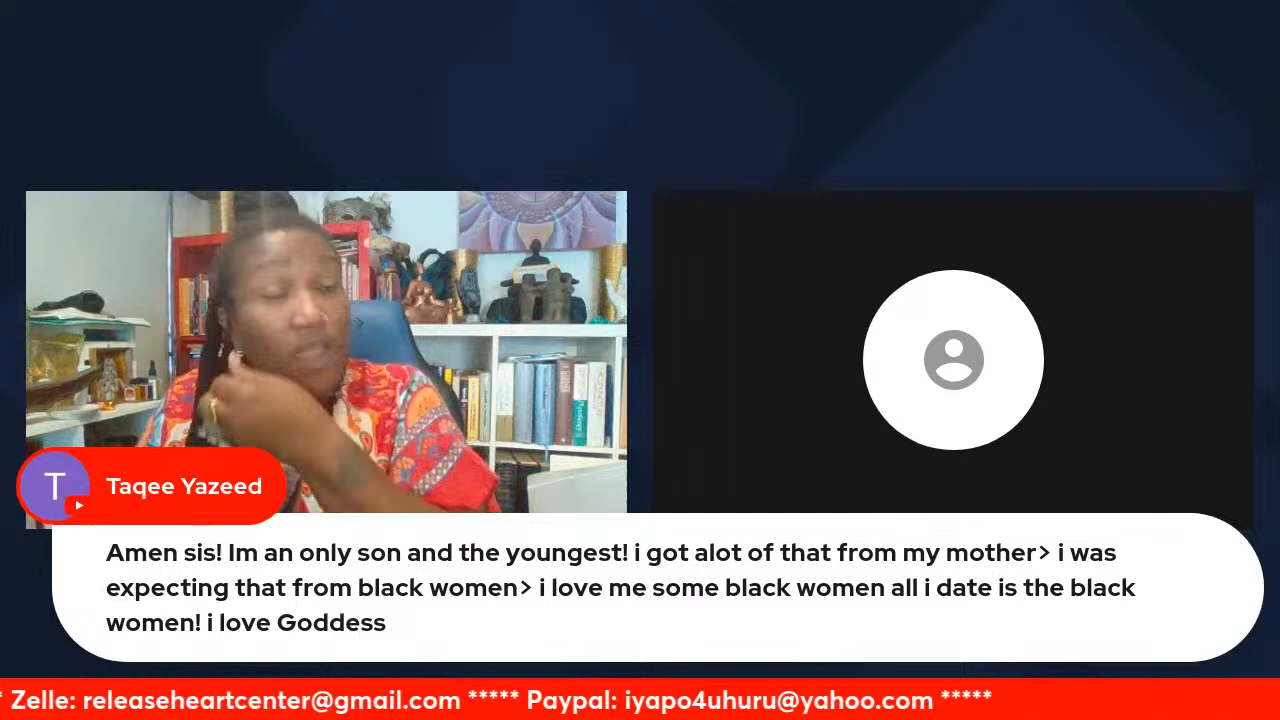 T
Taqee Yazeed
Amen sis! Im an only son and the youngest! i got alot of that from my mother> i was
expecting that from black women> i love me some black women all i date is the black
women! i love Goddess
* Zelle: releaseheartcenter@gmail.com ***** Paypal: iyapo4uhuru@yahoo.com *****